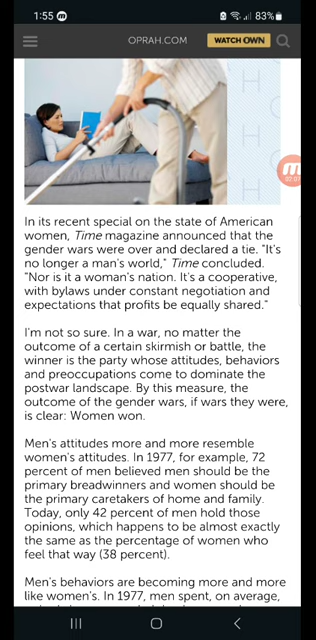 1:55
83%
OPRAH.COM
WATCH OWN
In its recent special on the state of American
women, Time magazine announced that the
gender wars were over and declared a tie. "It's
no longer a man's world," Time concluded.
"Nor is it a woman's nation. It's a cooperative,
with bylaws under constant negotiation and
expectations that profits be equally shared."
I'm not so sure. In a war, no matter the
outcome of a certain skirmish or battle, the
winner is the party whose attitudes, behaviors
and preoccupations come to dominate the
postwar landscape. By this measure, the
outcome of the gender wars, if wars they were,
is clear: Women won.
Men's attitudes more and more resemble
women's attitudes. In 1977, for example, 72
percent of men believed men should be the
primary breadwinners and women should be
the primary caretakers of home and family.
Today, only 42 percent of men hold those
opinions, which happens to be almost exactly
the same as the percentage of women who
feel that way (38 percent).
Men's behaviors are becoming more and more
like women's. In 1977, men spent, on average,